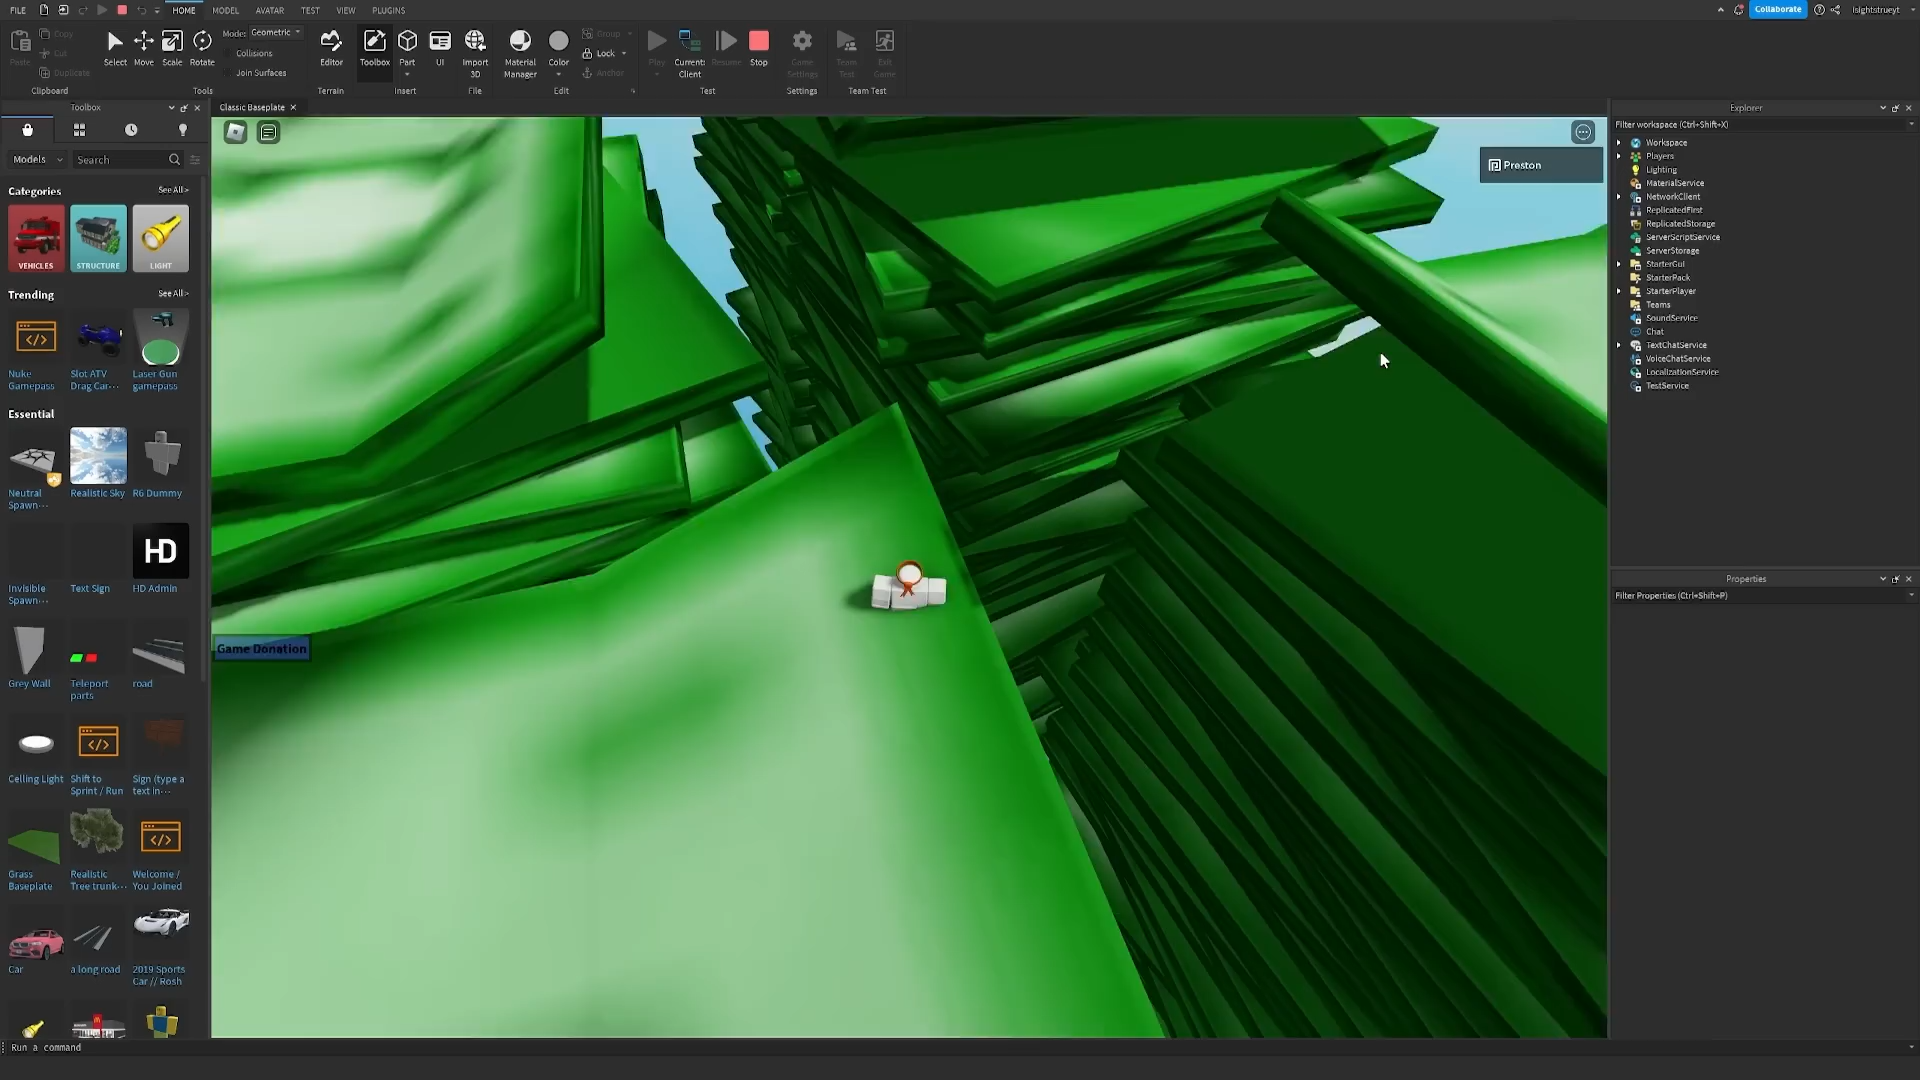 FILE
HOME MODEL AVATAR TEST VIEW PLUGINS
Collaborate
lslghtstrueyt
Paste
Copy
Cut
Duplicate
Clipboard
Select Move Scale Rotate
Mode: Geometric
Collisions
Join Surfaces
Tools
Editor
Terrain
Toolbox Part UI
Insert
Import
3D
File
Material
Manager
Color
Group
Lock
Anchor
Edit
Play
Current:
Client
Resume
Stop
Test
Game
Settings
Settings
Team
Test
Exit
Game
Team Test
Toolbox
Models
Search
Categories
See All>
VEHICLES STRUCTURE LIGHT
Trending
See All>
Nuke
Gamepass
Slot ATV
Drag Car...
Laser Gun
gamepass
Essential
Neutral
Spawn...
Realistic Sky
R6 Dummy
HD
Invisible
Spawn...
Text Sign
HD Admin
Grey Wall
Teleport
parts
road
Celling Light
Shift to
Sprint / Run
Sign (type a
text in...
Grass
Baseplate
Realistic
Tree trunk...
Welcome /
You Joined
Car
a long road
2019 Sports
Car // Rosh
Classic Baseplate
Preston
Game Donation
Explorer
Filter workspace (Ctrl+Shift+X)
Workspace
Players
Lighting
MaterialService
NetworkClient
ReplicatedFirst
ReplicatedStorage
ServerScriptService
ServerStorage
StarterGui
StarterPack
StarterPlayer
Teams
SoundService
Chat
TextChatService
VoiceChatService
LocalizationService
TestService
Properties
Filter Properties (Ctrl+Shift+P)
Run a command